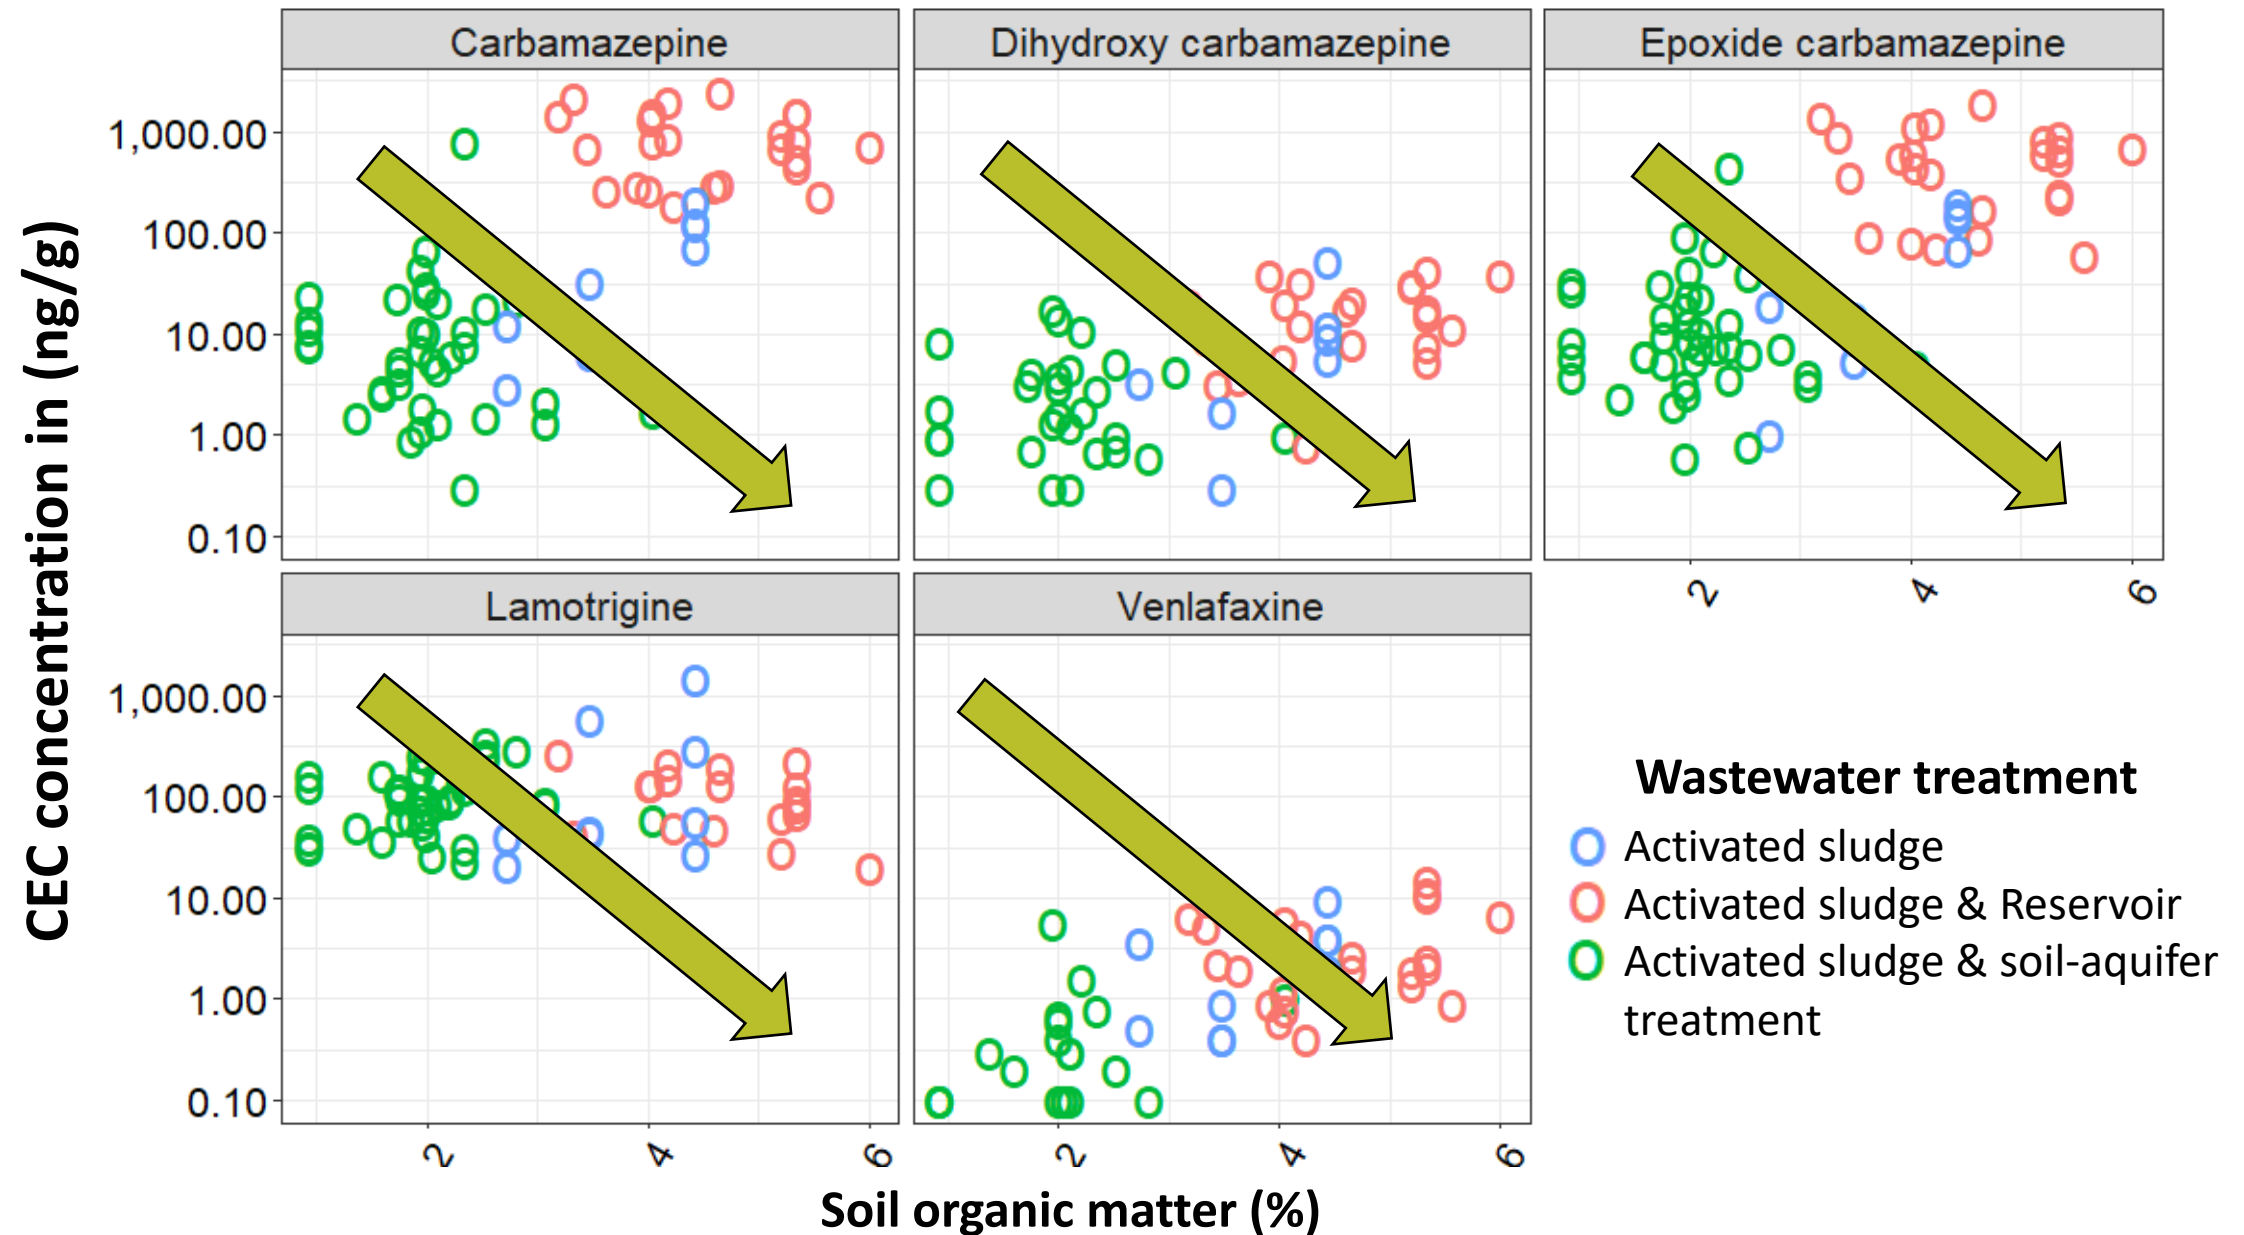 Carbamazepine
Dihydroxy carbamazepine
Epoxide carbamazepine
1,000.00
100.00
10.00
1.00
0.10
2
4
6
Lamotrigine
Venlafaxine
1,000.00
100.00
10.00
1.00
0.10
2
4
6
2
4
6
CEC concentration in (ng/g)
Soil organic matter (%)
Wastewater treatment
Activated sludge
Activated sludge & Reservoir
Activated sludge & soil-aquifer
treatment